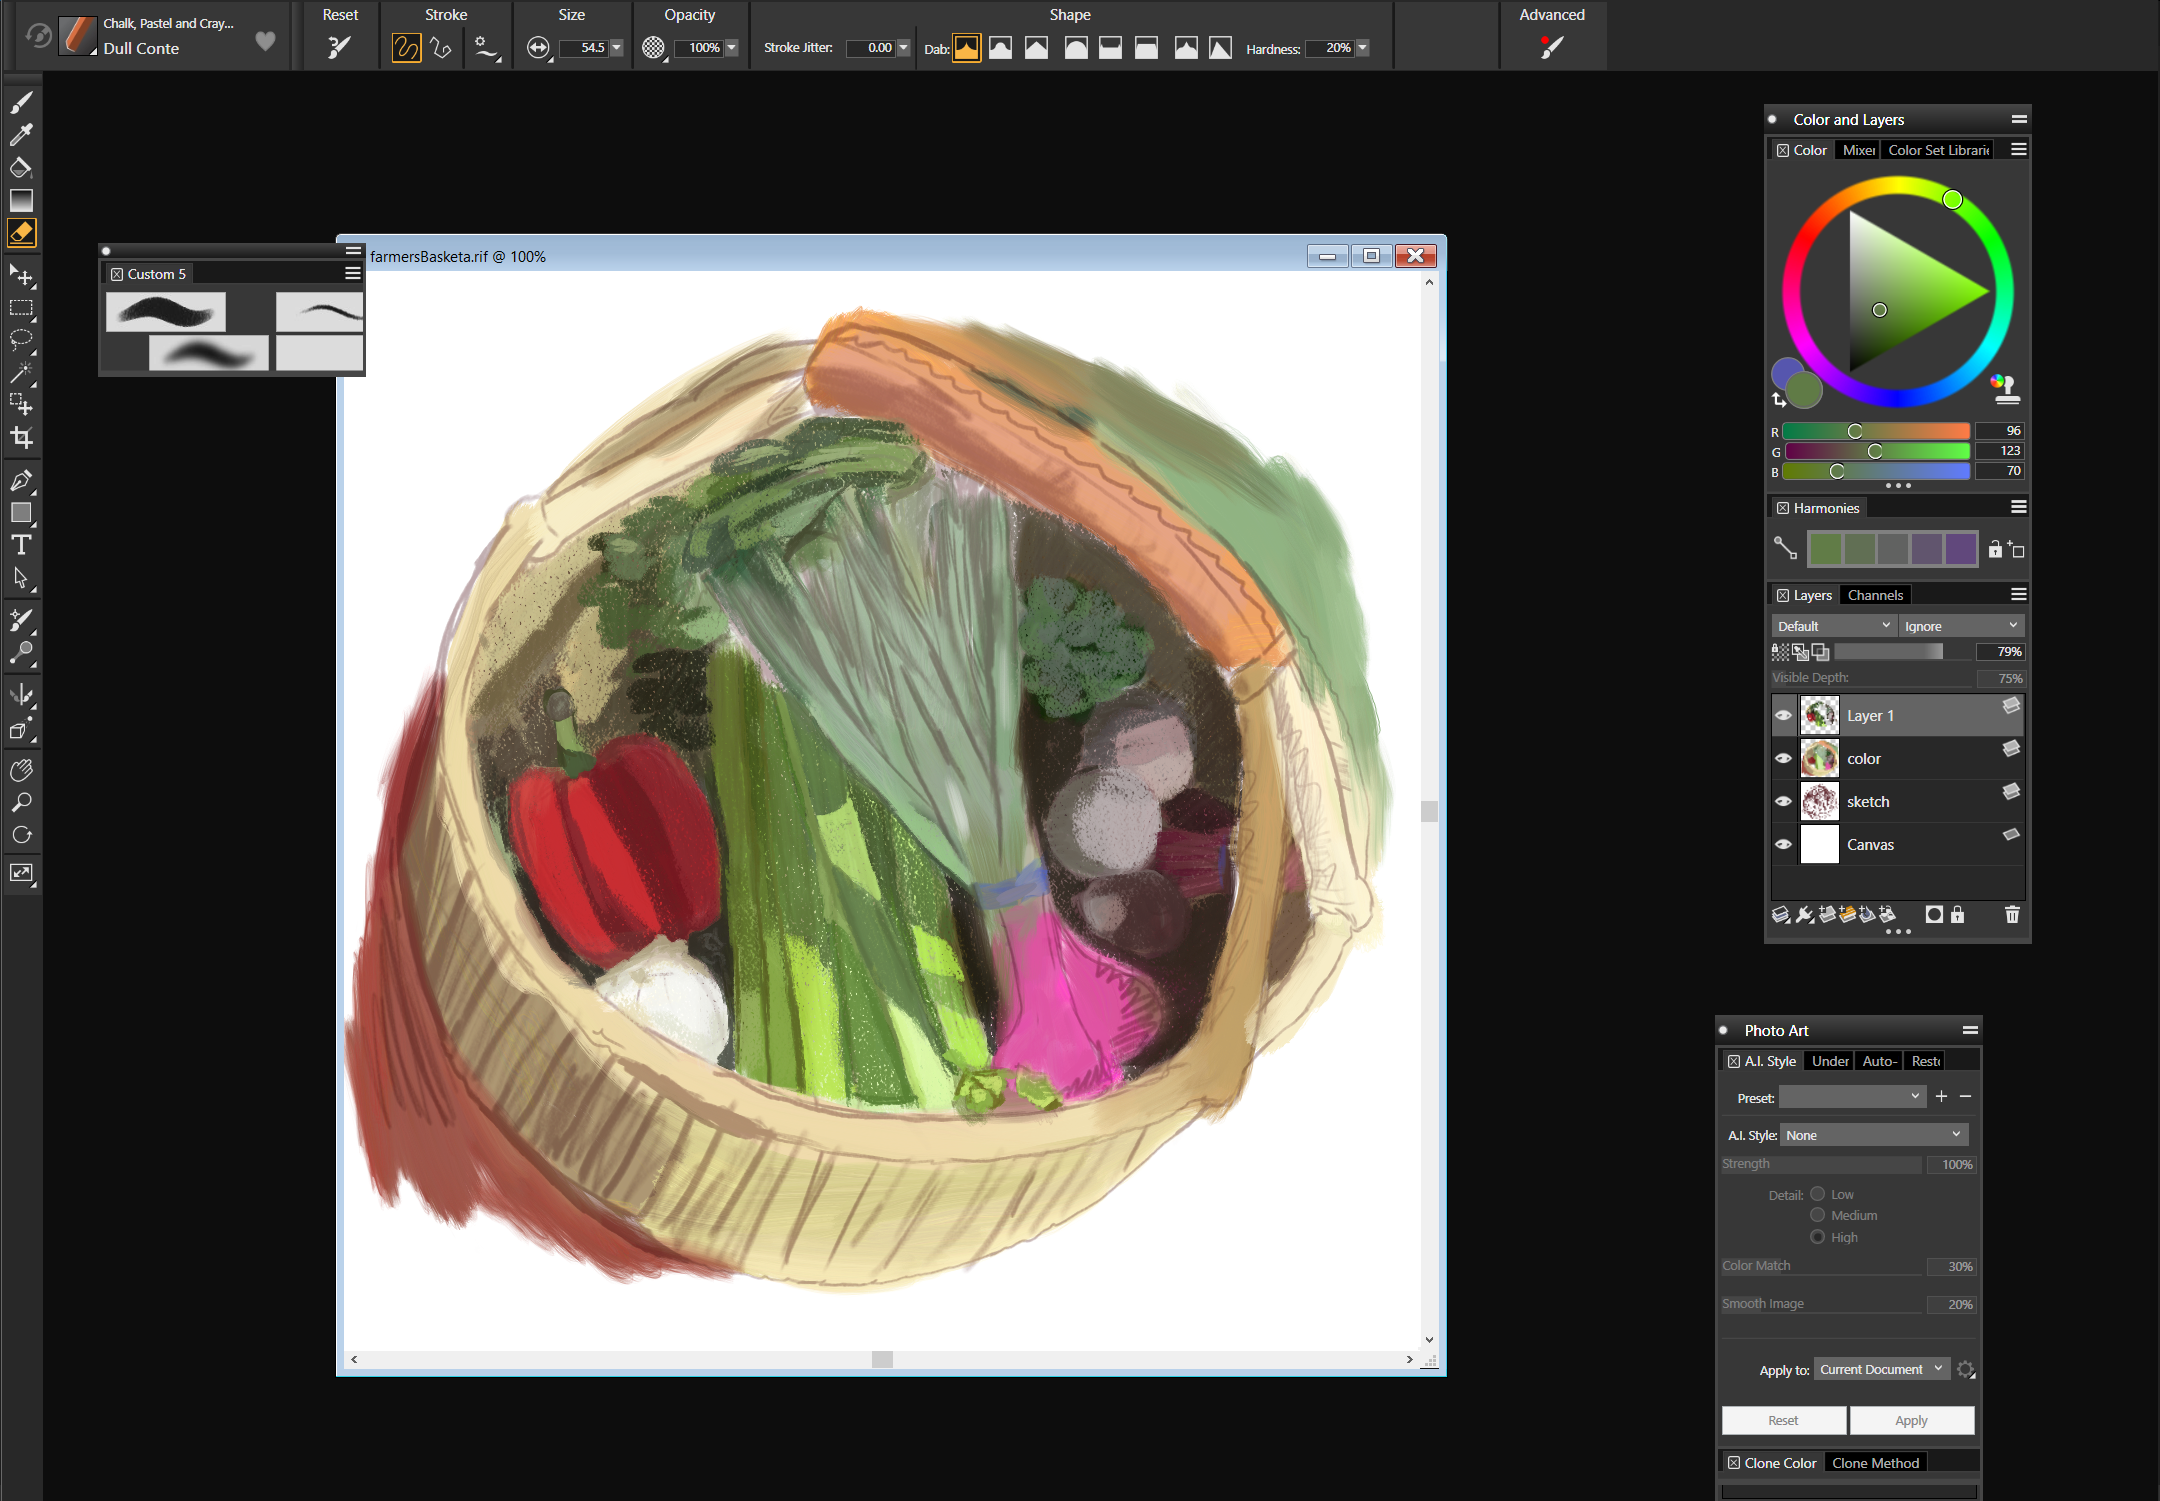 Chalk, Pastel and Cray...
Dull Conte
Reset
Stroke
Size
54.5
Opacity
100%
Shape
Stroke Jitter: 0.00
Dab:
Hardness: 20%
Advanced
Custom 5
farmersBasketa.rif @ 100%
Color and Layers
Color
Mixer
Color Set Librarie
R 96
G 123
B 70
Harmonies
Layers
Channels
Default
Ignore
79%
Visible Depth: 75%
Layer 1
color
sketch
Canvas
Photo Art
A.I. Style
Under
Auto-
Resto
Preset:
A.I. Style: None
Strength 100%
Detail: Low
Medium
High
Color Match 30%
Smooth Image 20%
Apply to: Current Document
Reset
Apply
Clone Color
Clone Method